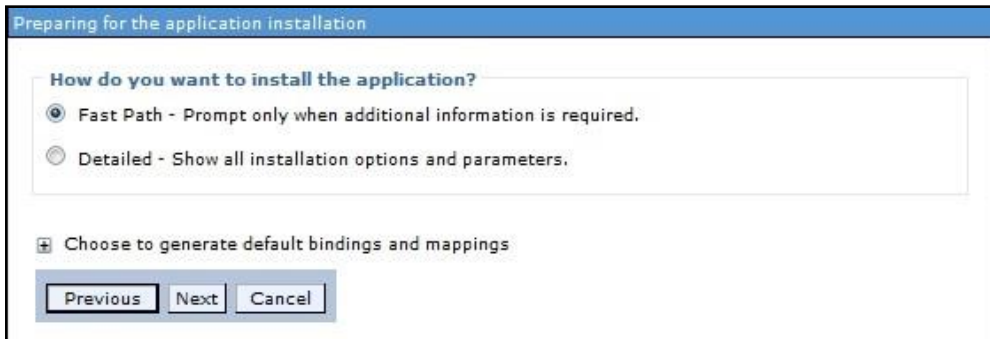 Preparing for the application installation
How do you want to install the application?
Fast Path - Prompt only when additional information is required.
Detailed - Show all installation options and parameters.
Choose to generate default bindings and mappings
Previous Next Cancel